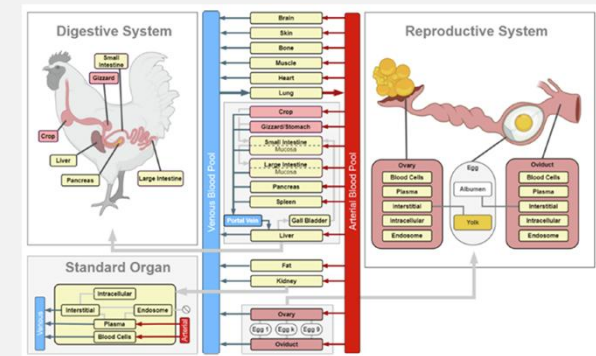 Digestive System
Small
Intestine
Gizzard
Crop
Liver
Pancreas
Large Intestine
Standard Organ
Intracellular
Interstitial
Endosome
Plasma
Blood Cells
Venous
Arterial
Venous Blood Pool
Brain
Skin
Bone
Muscle
Heart
Lung
Crop
Gizzard/Stomach
Small Intestine
Mucosa
Large Intestine
Mucosa
Pancreas
Spleen
Portal Vein
Gall Bladder
Liver
Fat
Kidney
Ovary
Egg 1
Egg k
Egg 9
Oviduct
Arterial Blood Pool
Reproductive System
Ovary
Blood Cells
Plasma
Interstitial
Intracellular
Endosome
Egg
Albumen
Yolk
Oviduct
Blood Cells
Plasma
Interstitial
Intracellular
Endosome